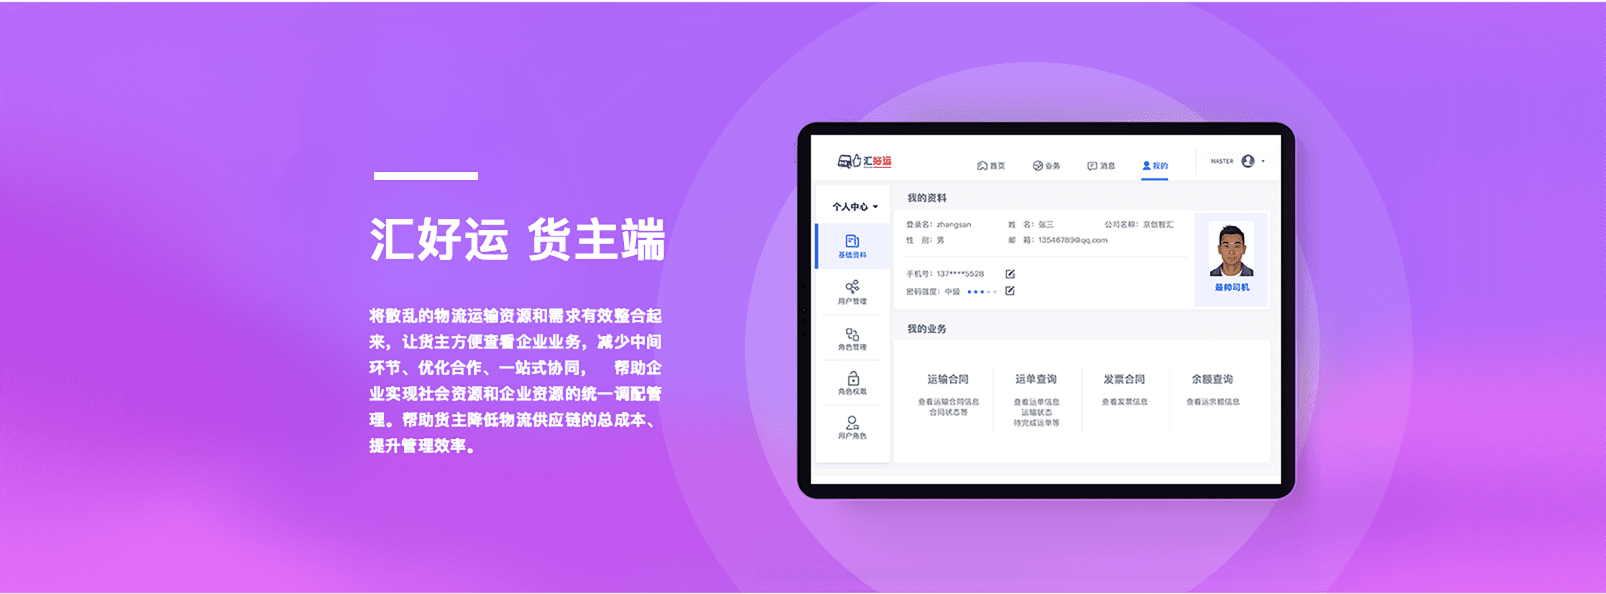 汇好运 货主端
将散乱的物流运输资源和需求有效整合起
来，让货主方便查看企业业务，减少中间
环节、优化合作、一站式协同， 帮助企
业实现社会资源和企业资源的统一调配管
理。帮助货主降低物流供应链的总成本、
提升管理效率。
汇好运
首页 业务 消息 我的 MASTER
个人中心
基础资料
用户管理
角色管理
角色权限
用户角色
我的资料
登录名：zhangsan 姓 名：张三 公司名称：京创智汇
性 别：男 邮 箱：13546789@qq.com
手机号：137****5528
密码强度：中级
最帅司机
我的业务
运输合同 运单查询 发票合同 余额查询
查看运输合同信息 查看运单信息 查看发票信息 查看运余额信息
合同状态等 运输状态
待完成运单等